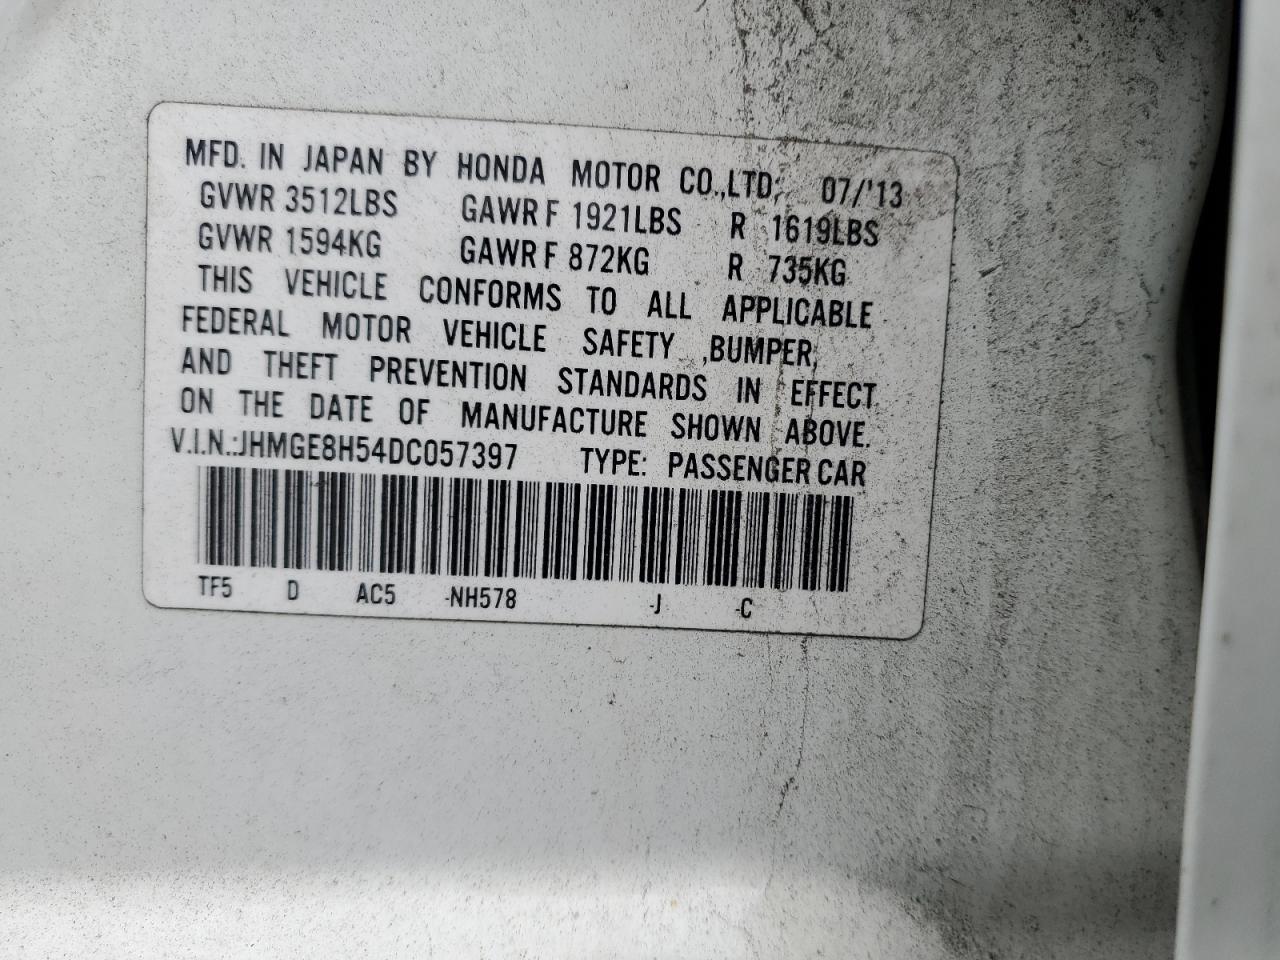 MFD. IN JAPAN BY HONDA MOTOR CO.,LTD; 07/'13
GVWR 3512LBS GAWR F 1921LBS R 1619LBS
GVWR 1594KG GAWR F 872KG R 735KG
THIS VEHICLE CONFORMS TO ALL APPLICABLE
FEDERAL MOTOR VEHICLE SAFETY ,BUMPER,
AND THEFT PREVENTION STANDARDS IN EFFECT
ON THE DATE OF MANUFACTURE SHOWN ABOVE.
V.I.N.:JHMGE8H54DC057397 TYPE: PASSENGER CAR
TF5 D AC5 -NH578 -J -C